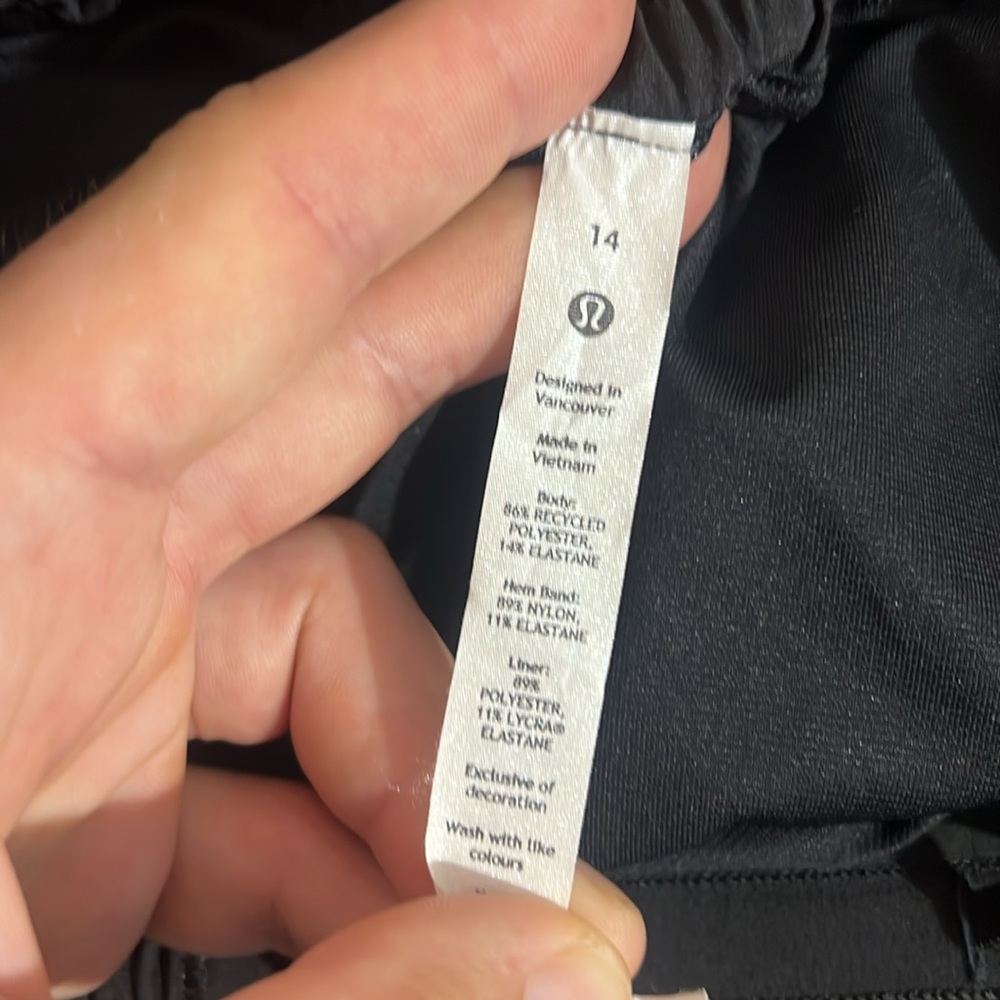 14
Designed in
Vancouver
Made in
Vietnam
Body:
86% RECYCLED
POLYESTER,
14% ELASTANE
Hem Band:
89% NYLON,
11% ELASTANE
Liner:
89%
POLYESTER,
11% LYCRA®
ELASTANE
Exclusive of
decoration
Wash with like
colours